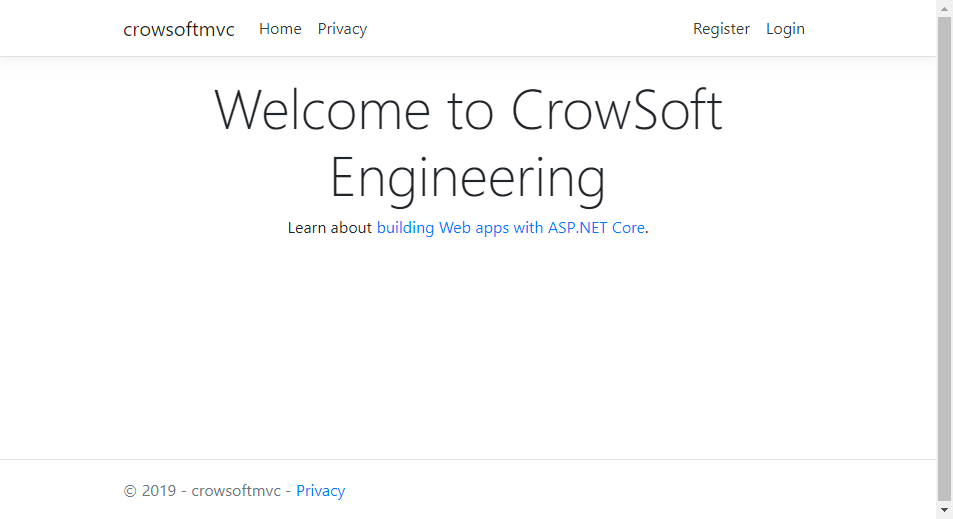 crowsoftmvc Home Privacy Register Login
Welcome to CrowSoft
Engineering
Learn about building Web apps with ASP.NET Core.
© 2019 - crowsoftmvc - Privacy